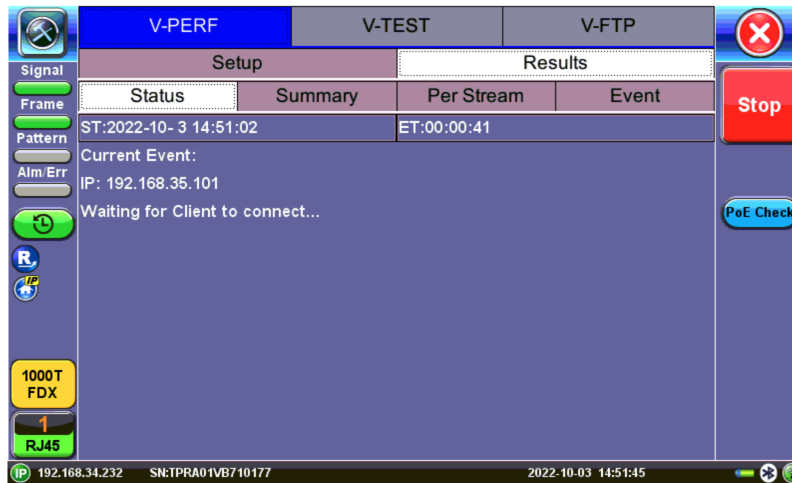 V-PERF V-TEST V-FTP
Setup Results
Status Summary Per Stream Event
ST:2022-10- 3 14:51:02 ET:00:00:41
Current Event:
IP: 192.168.35.101
Waiting for Client to connect...
Signal
Frame
Pattern
Alm/Err
R
IP
1000T
FDX
1
RJ45
Stop
PoE Check
IP 192.168.34.232 SN:TPRA01VB710177 2022-10-03 14:51:45